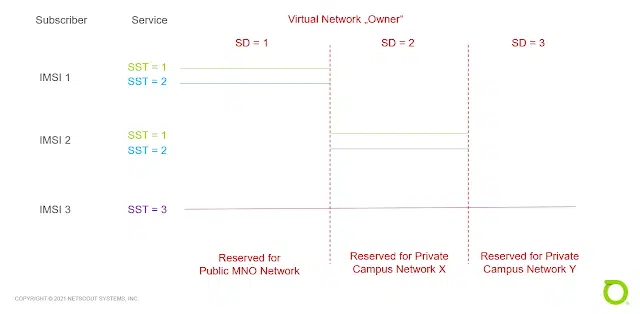 Subscriber Service Virtual Network „Owner“
SD = 1 SD = 2 SD = 3
IMSI 1
SST = 1
SST = 2
IMSI 2
SST = 1
SST = 2
IMSI 3 SST = 3
Reserved for
Public MNO Network
Reserved for Private
Campus Network X
Reserved for Private
Campus Network Y
COPYRIGHT © 2021 NETSCOUT SYSTEMS, INC.